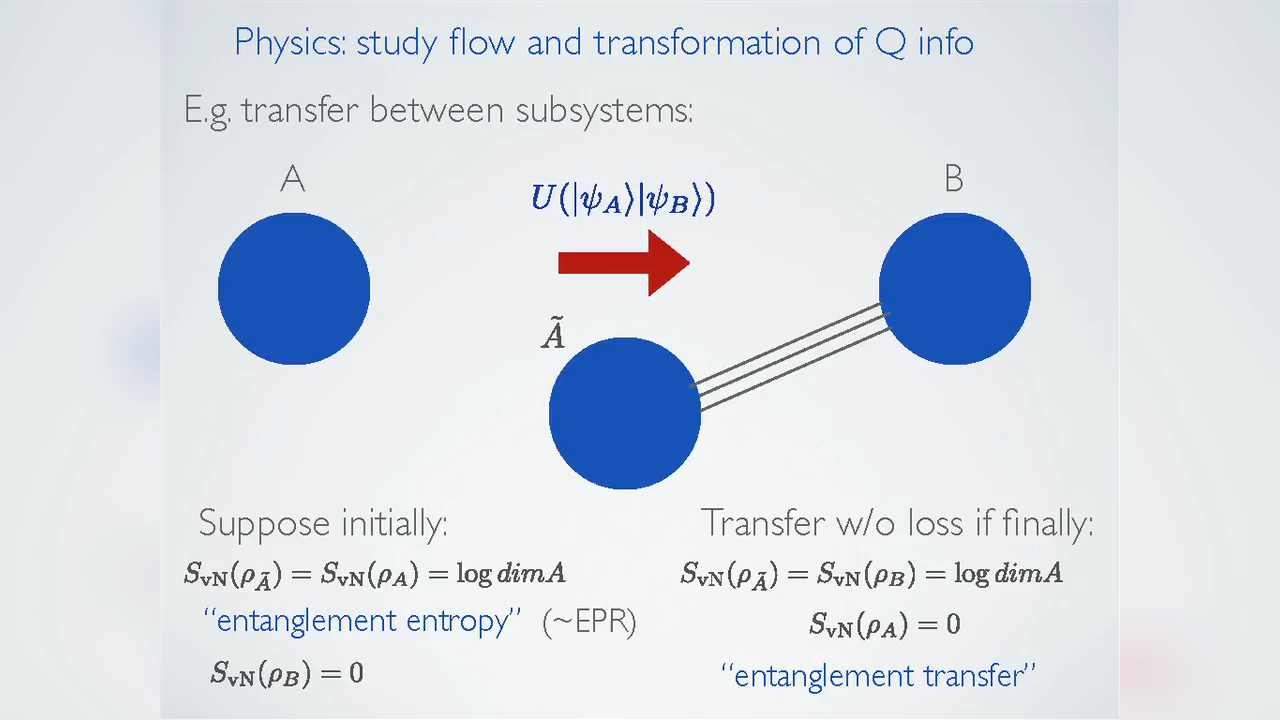 Physics: study flow and transformation of Q info
E.g. transfer between subsystems:
A
B
U(|ψ_A⟩|ψ_B⟩)
Ã
Suppose initially:
S_vN(ρ_Ã) = S_vN(ρ_A) = log dimA
“entanglement entropy” (~EPR)
S_vN(ρ_B) = 0
Transfer w/o loss if finally:
S_vN(ρ_Ã) = S_vN(ρ_B) = log dimA
S_vN(ρ_A) = 0
“entanglement transfer”